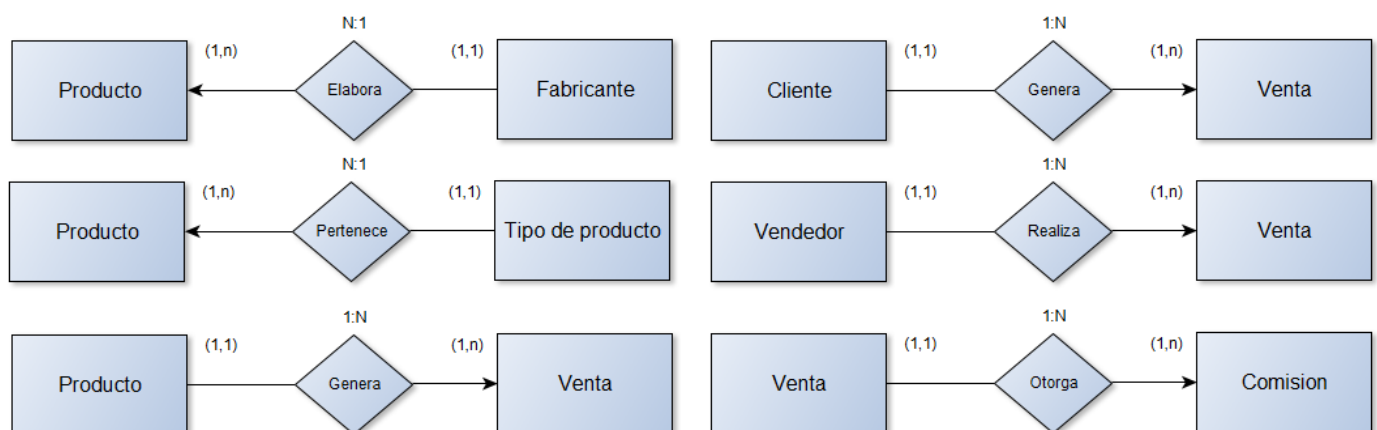 N:1
Producto (1,n) Elabora (1,1) Fabricante
1:N
Cliente (1,1) Genera (1,n) Venta
N:1
Producto (1,n) Pertenece (1,1) Tipo de producto
1:N
Vendedor (1,1) Realiza (1,n) Venta
1:N
Producto (1,1) Genera (1,n) Venta
1:N
Venta (1,1) Otorga (1,n) Comision